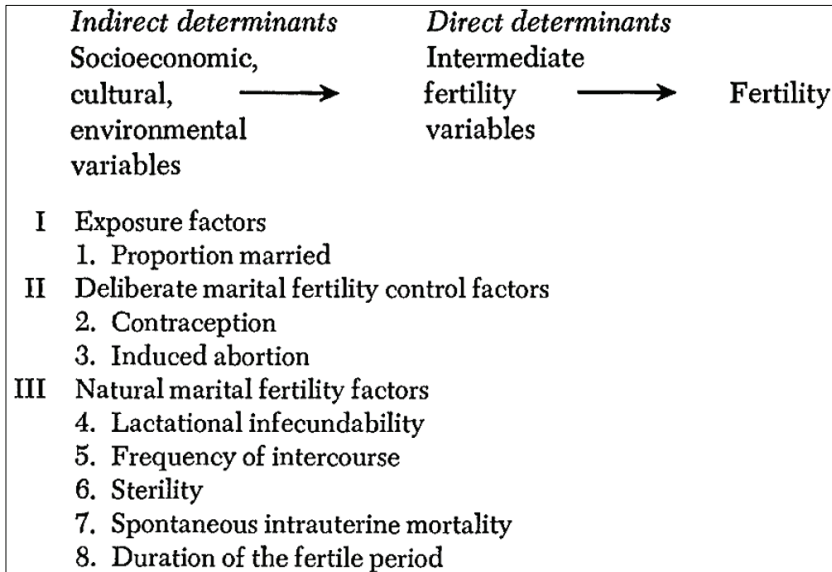 Indirect determinants Direct determinants
Socioeconomic, Intermediate
cultural, fertility Fertility
environmental variables
variables
I Exposure factors
1. Proportion married
II Deliberate marital fertility control factors
2. Contraception
3. Induced abortion
III Natural marital fertility factors
4. Lactational infecundability
5. Frequency of intercourse
6. Sterility
7. Spontaneous intrauterine mortality
8. Duration of the fertile period